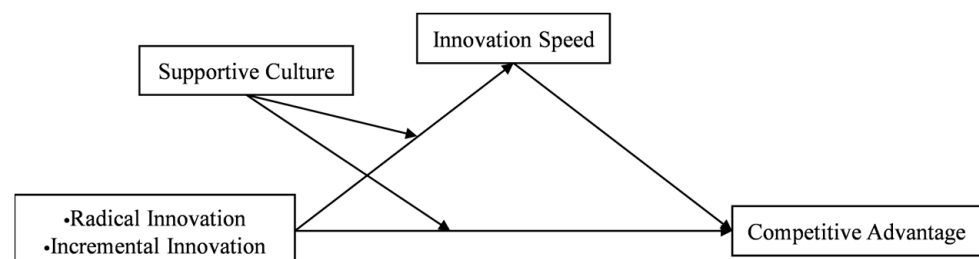 Innovation Speed
Supportive Culture
•Radical Innovation
•Incremental Innovation
Competitive Advantage